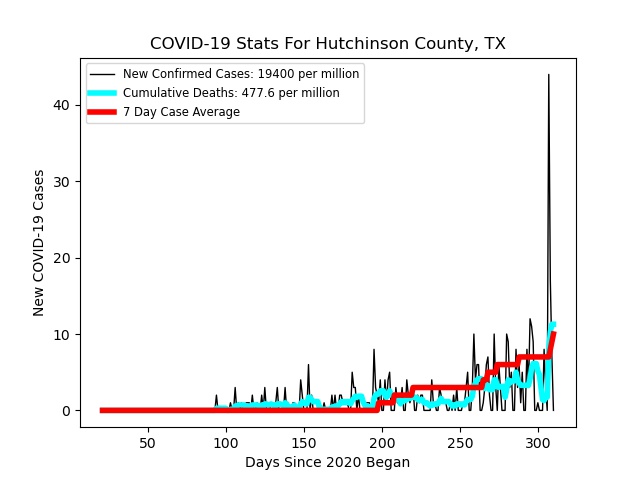 COVID-19 Stats For Hutchinson County, TX
New Confirmed Cases: 19400 per million
Cumulative Deaths: 477.6 per million
7 Day Case Average
New COVID-19 Cases
40
30
20
10
0
50 100 150 200 250 300
Days Since 2020 Began